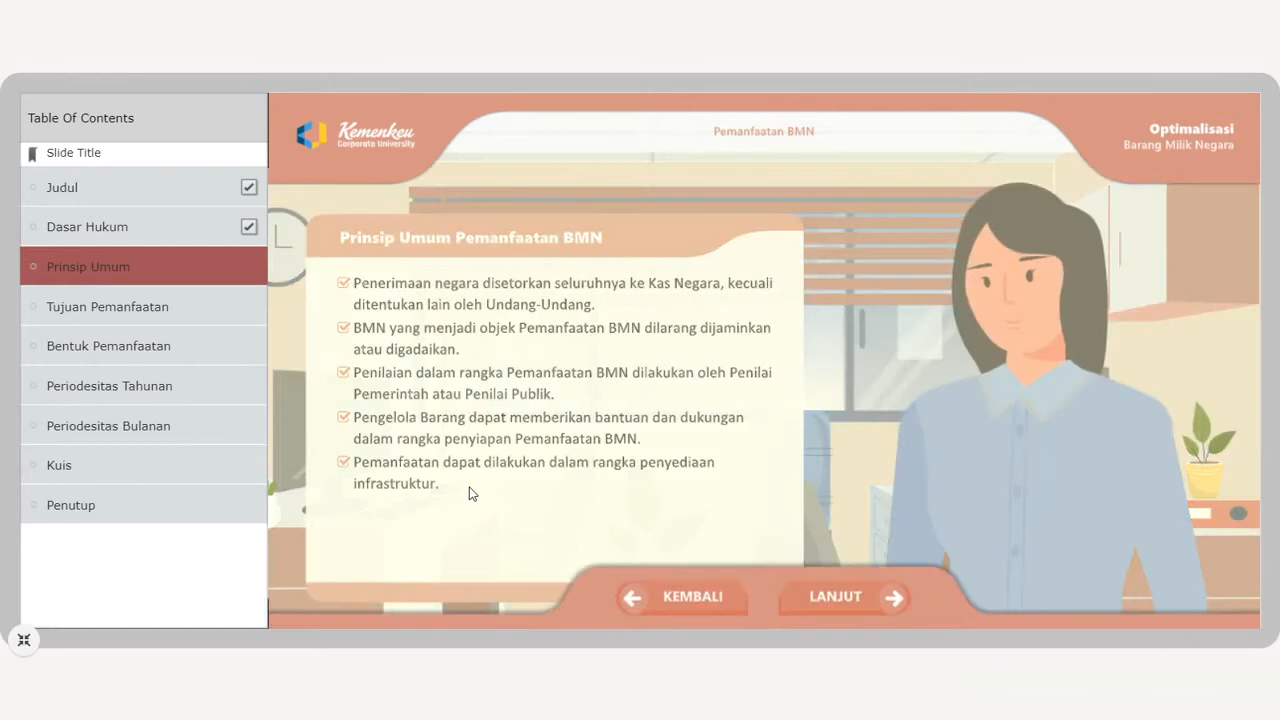 Table Of Contents
Slide Title
Judul
Dasar Hukum
Prinsip Umum
Tujuan Pemanfaatan
Bentuk Pemanfaatan
Periodesitas Tahunan
Periodesitas Bulanan
Kuis
Penutup
Kemenkeu
Corporate University
Pemanfaatan BMN
Optimalisasi
Barang Milik Negara
Prinsip Umum Pemanfaatan BMN
Penerimaan negara disetorkan seluruhnya ke Kas Negara, kecuali
ditentukan lain oleh Undang-Undang.
BMN yang menjadi objek Pemanfaatan BMN dilarang dijaminkan
atau digadaikan.
Penilaian dalam rangka Pemanfaatan BMN dilakukan oleh Penilai
Pemerintah atau Penilai Publik.
Pengelola Barang dapat memberikan bantuan dan dukungan
dalam rangka penyiapan Pemanfaatan BMN.
Pemanfaatan dapat dilakukan dalam rangka penyediaan
infrastruktur.
KEMBALI
LANJUT